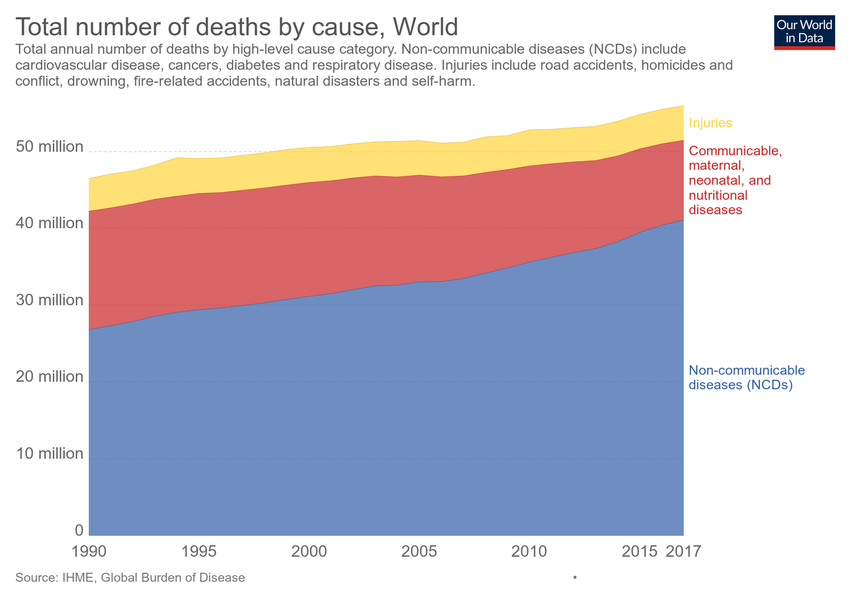 Total number of deaths by cause, World
Our World
in Data
Total annual number of deaths by high-level cause category. Non-communicable diseases (NCDs) include
cardiovascular disease, cancers, diabetes and respiratory disease. Injuries include road accidents, homicides and
conflict, drowning, fire-related accidents, natural disasters and self-harm.
Injuries
50 million
Communicable,
maternal,
neonatal, and
nutritional
diseases
40 million
30 million
20 million
Non-communicable
diseases (NCDs)
10 million
0
1990 1995 2000 2005 2010 2015 2017
Source: IHME, Global Burden of Disease